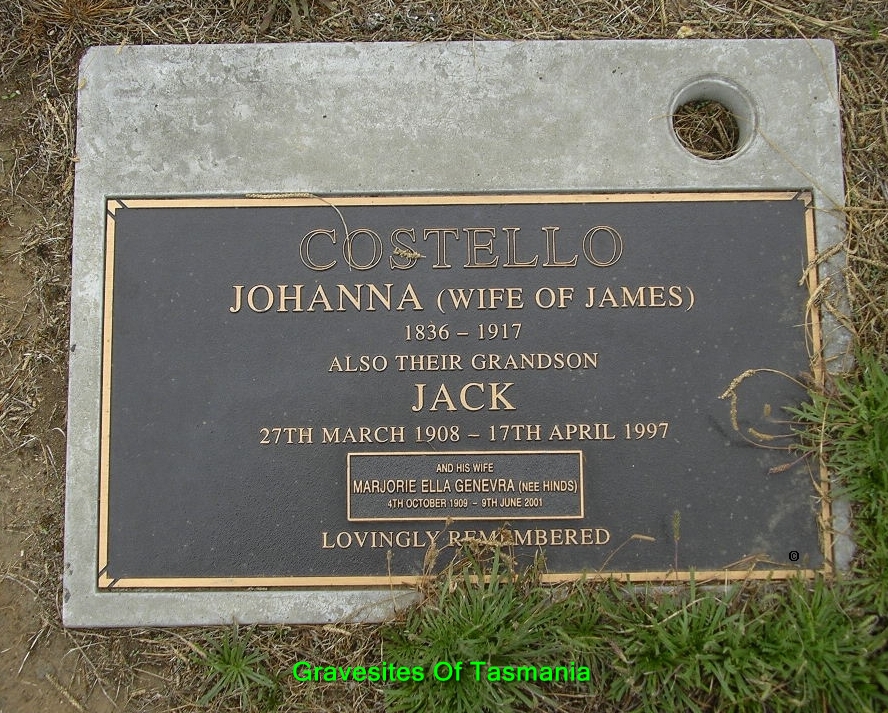 COSTELLO
JOHANNA (WIFE OF JAMES)
1836 – 1917
ALSO THEIR GRANDSON
JACK
27TH MARCH 1908 – 17TH APRIL 1997
AND HIS WIFE
MARJORIE ELLA GENEVRA (NEE HINDS)
4TH OCTOBER 1909 – 9TH JUNE 2001
LOVINGLY REMEMBERED
©
Gravesites Of Tasmania